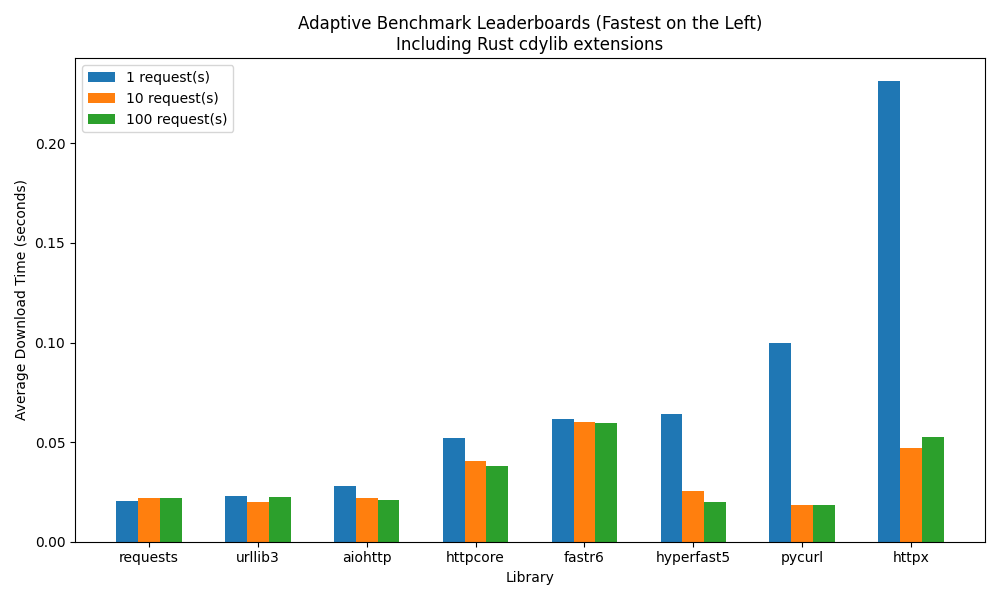 Adaptive Benchmark Leaderboards (Fastest on the Left)
Including Rust cdylib extensions
1 request(s)
10 request(s)
100 request(s)
Average Download Time (seconds)
0.20
0.15
0.10
0.05
0.00
requests urllib3 aiohttp httpcore fastr6 hyperfast5 pycurl httpx
Library